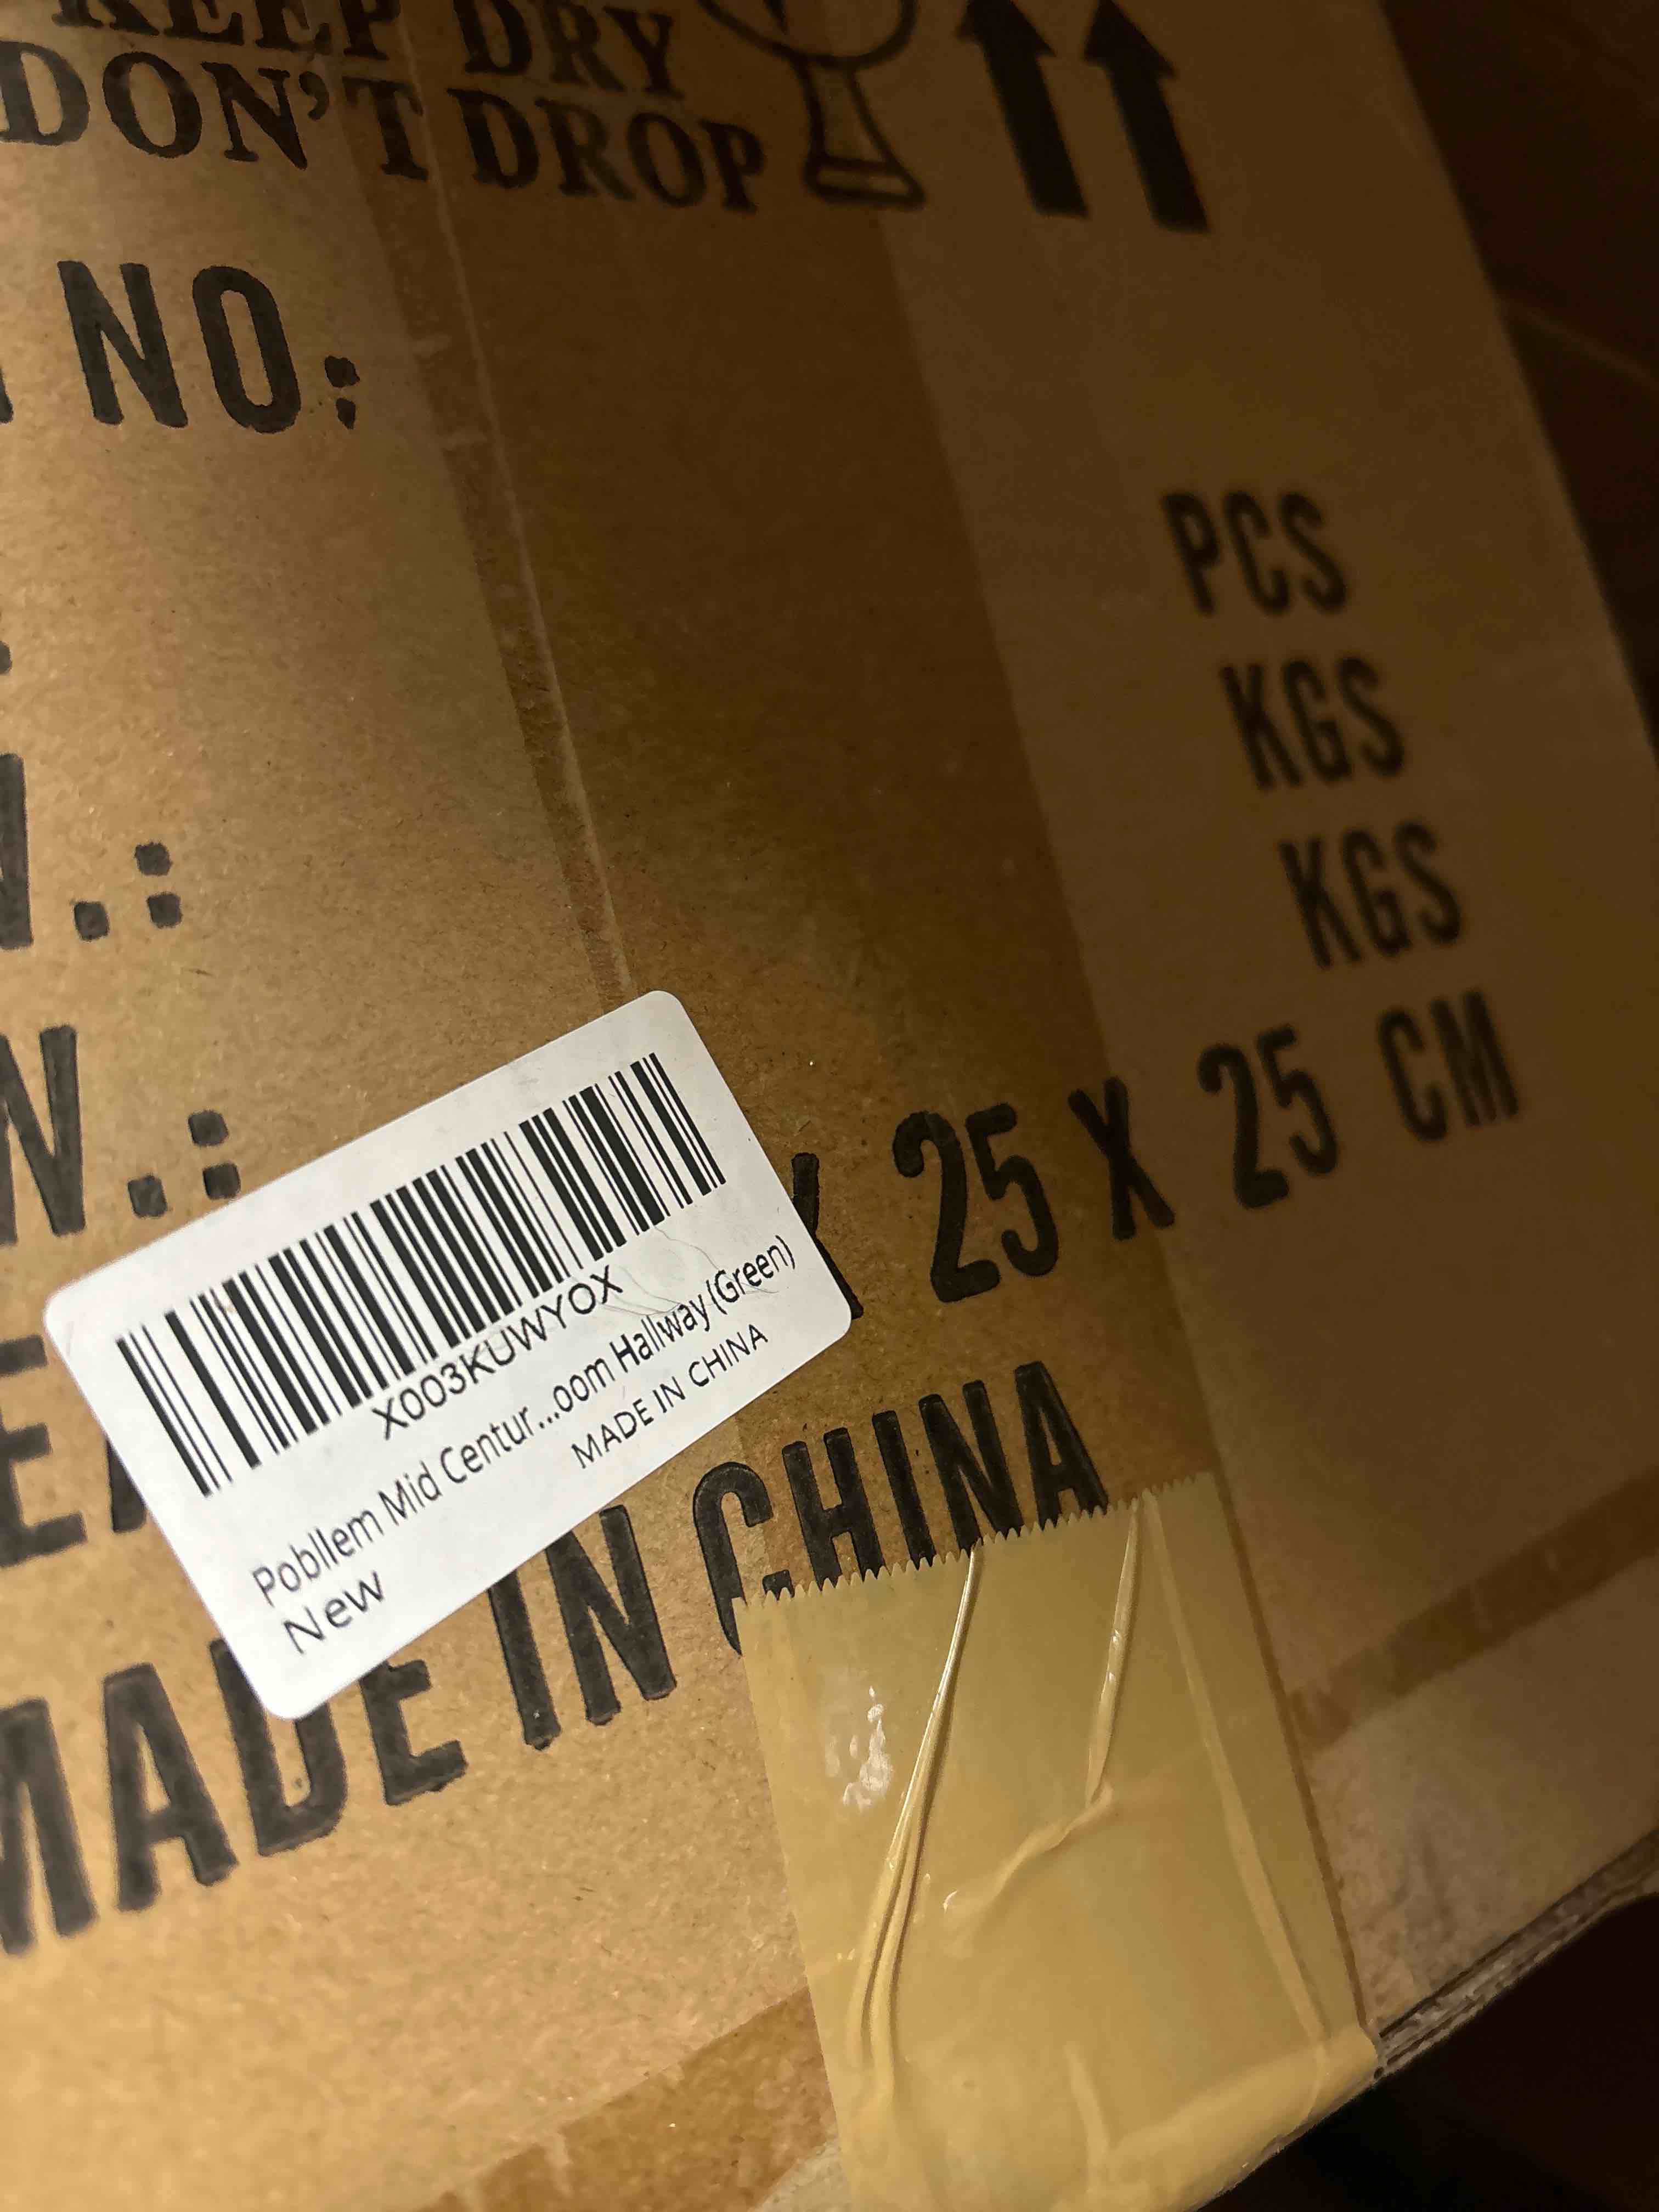 KEEP DRY
DON'T DROP
NO:
PCS
KGS
N.:
KGS
X 25 X 25 CM
X003KUWYOX
Pobllem Mid Centur...oom Hallway (Green)
New
MADE IN CHINA
MADE IN CHINA